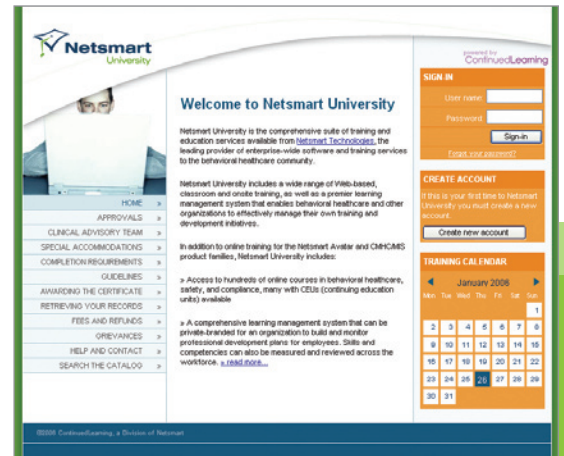 Netsmart
University
powered by
ContinuedLearning
SIGN-IN
User name:
Password
Sign-in
Forgot your password?
CREATE ACCOUNT
If this is your first time to Netsmart
University you must create a new
account.
Create new account
TRAINING CALENDAR
January 2006
Mon Tue Wed Thu Fri Sat Sun
1
2 3 4 5 6 7 8
9 10 11 12 13 14 15
16 17 18 19 20 21 22
23 24 25 26 27 28 29
30 31
Welcome to Netsmart University
Netsmart University is the comprehensive suite of training and
education services available from Netsmart Technologies, the
leading provider of enterprise-wide software and training services
to the behavioral healthcare community.
Netsmart University includes a wide range of Web-based,
classroom and onsite training, as well as a premier learning
management system that enables behavioral healthcare and other
organizations to effectively manage their own training and
development initiatives.
In addition to online training for the Netsmart Avatar and CMHC/MIS
product families, Netsmart University includes:
» Access to hundreds of online courses in behavioral healthcare,
safety, and compliance, many with CEUs (continuing education
units) available
» A comprehensive learning management system that can be
private-branded for an organization to build and monitor
professional development plans for employees. Skills and
competencies can also be measured and reviewed across the
workforce. » read more...
HOME »
APPROVALS »
CLINICAL ADVISORY TEAM »
SPECIAL ACCOMMODATIONS »
COMPLETION REQUIREMENTS »
GUIDELINES »
AWARDING THE CERTIFICATE »
RETRIEVING YOUR RECORDS »
FEES AND REFUNDS »
GRIEVANCES »
HELP AND CONTACT »
SEARCH THE CATALOG »
©2006 ContinuedLearning, a Division of Netsmart